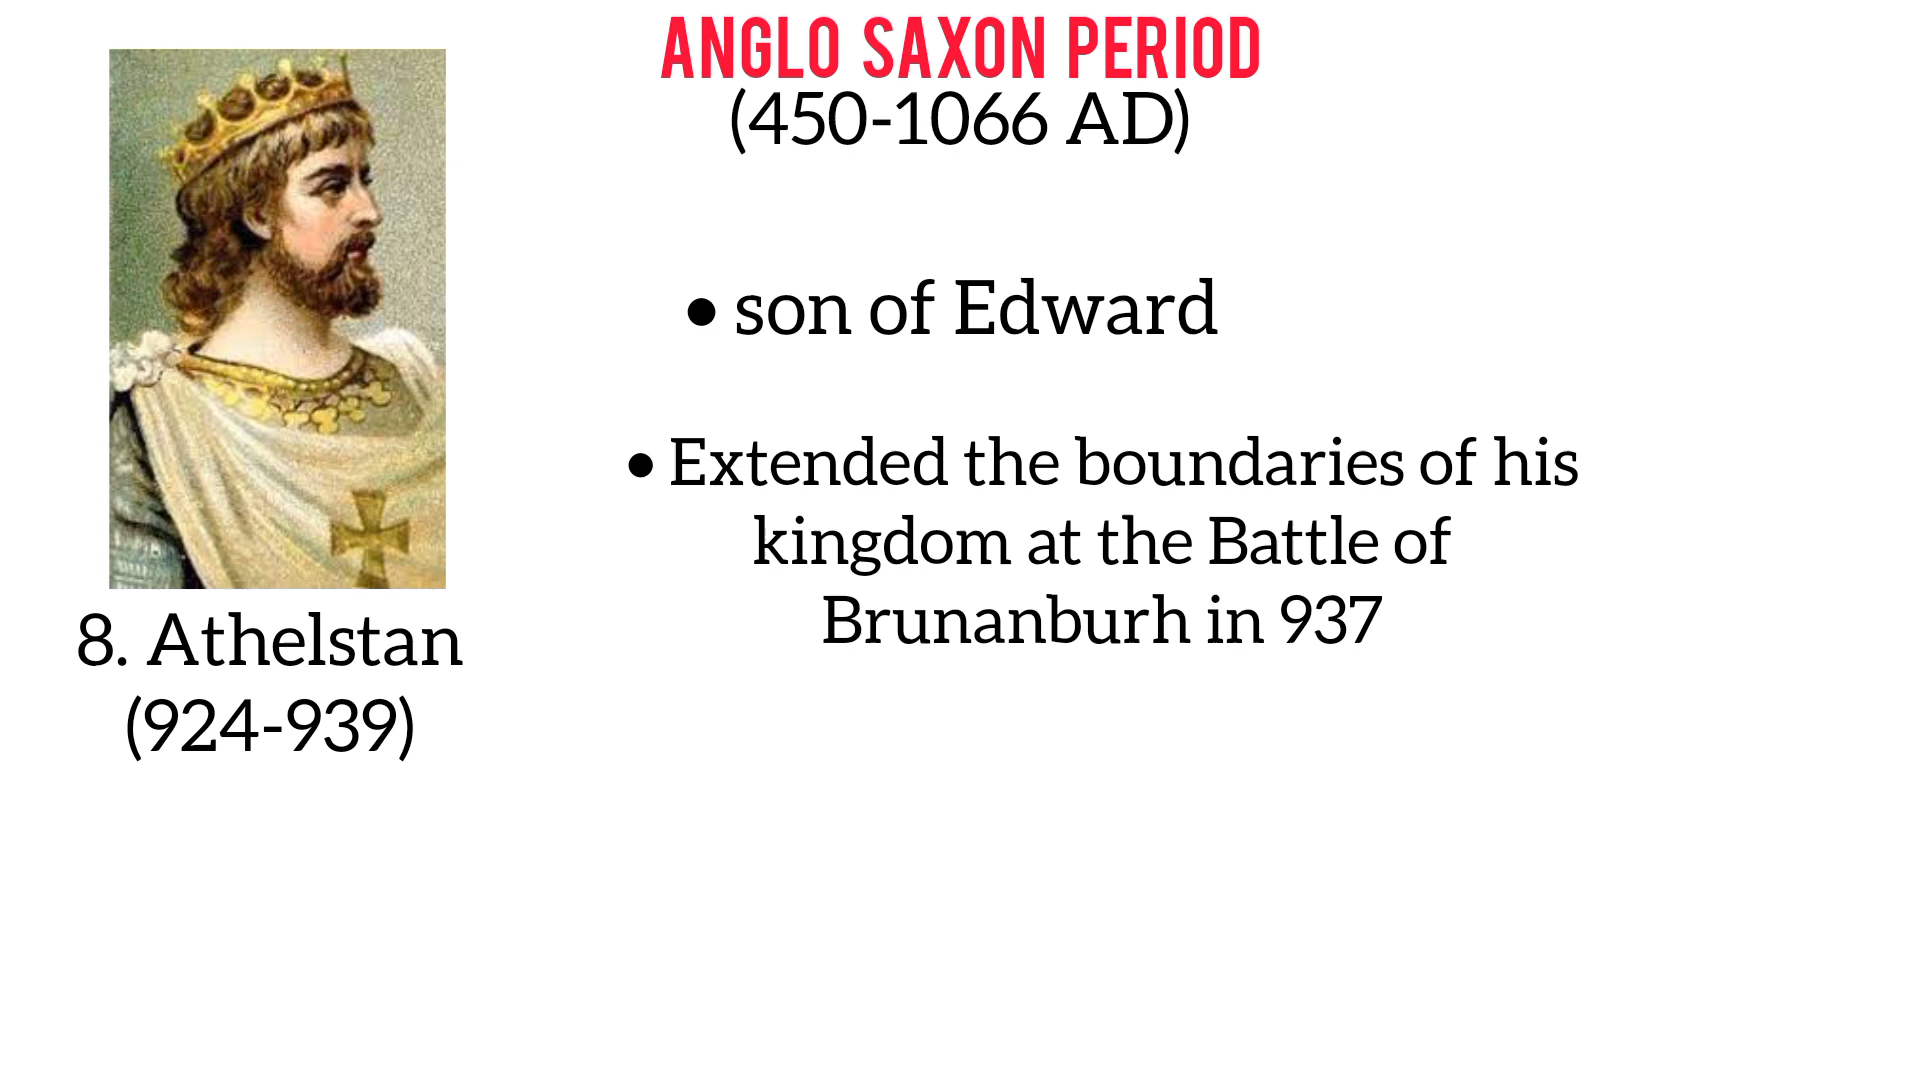 ANGLO SAXON PERIOD
(450-1066 AD)
• son of Edward
• Extended the boundaries of his
kingdom at the Battle of
Brunanburh in 937
8. Athelstan
(924-939)